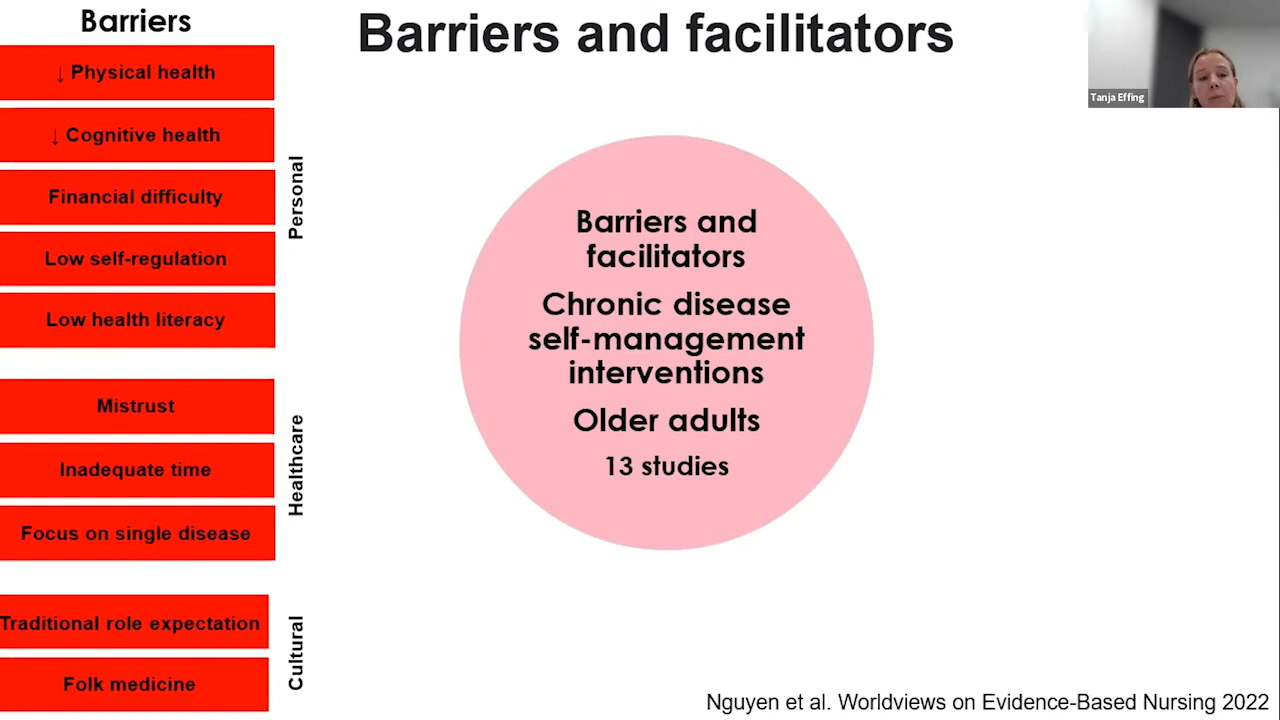 Barriers
Barriers and facilitators
Tanja Effing
↓ Physical health
↓ Cognitive health
Financial difficulty
Low self-regulation
Low health literacy
Personal
Mistrust
Inadequate time
Focus on single disease
Healthcare
Traditional role expectation
Folk medicine
Cultural
Barriers and
facilitators
Chronic disease
self-management
interventions
Older adults
13 studies
Nguyen et al. Worldviews on Evidence-Based Nursing 2022